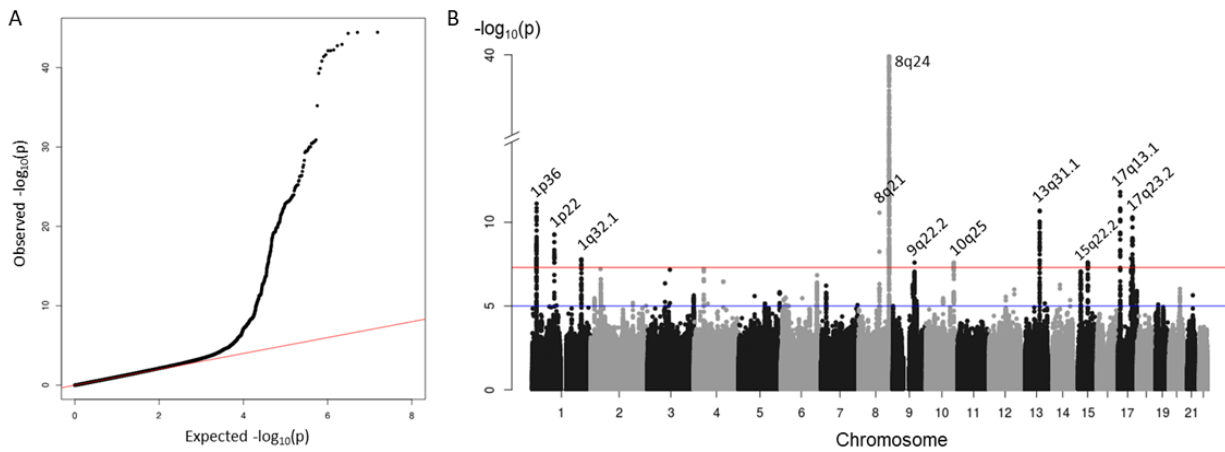 A
Observed -log10(p)
40
30
20
10
0
0 2 4 6 8
Expected -log10(p)
B
-log10(p)
40
10
5
0
8q24
1p36
1p22
1q32.1
8q21
9q22.2
10q25
13q31.1
15q22.2
17q13.1
17q23.2
1 2 3 4 5 6 7 8 9 10 11 12 13 14 15 17 19 21
Chromosome